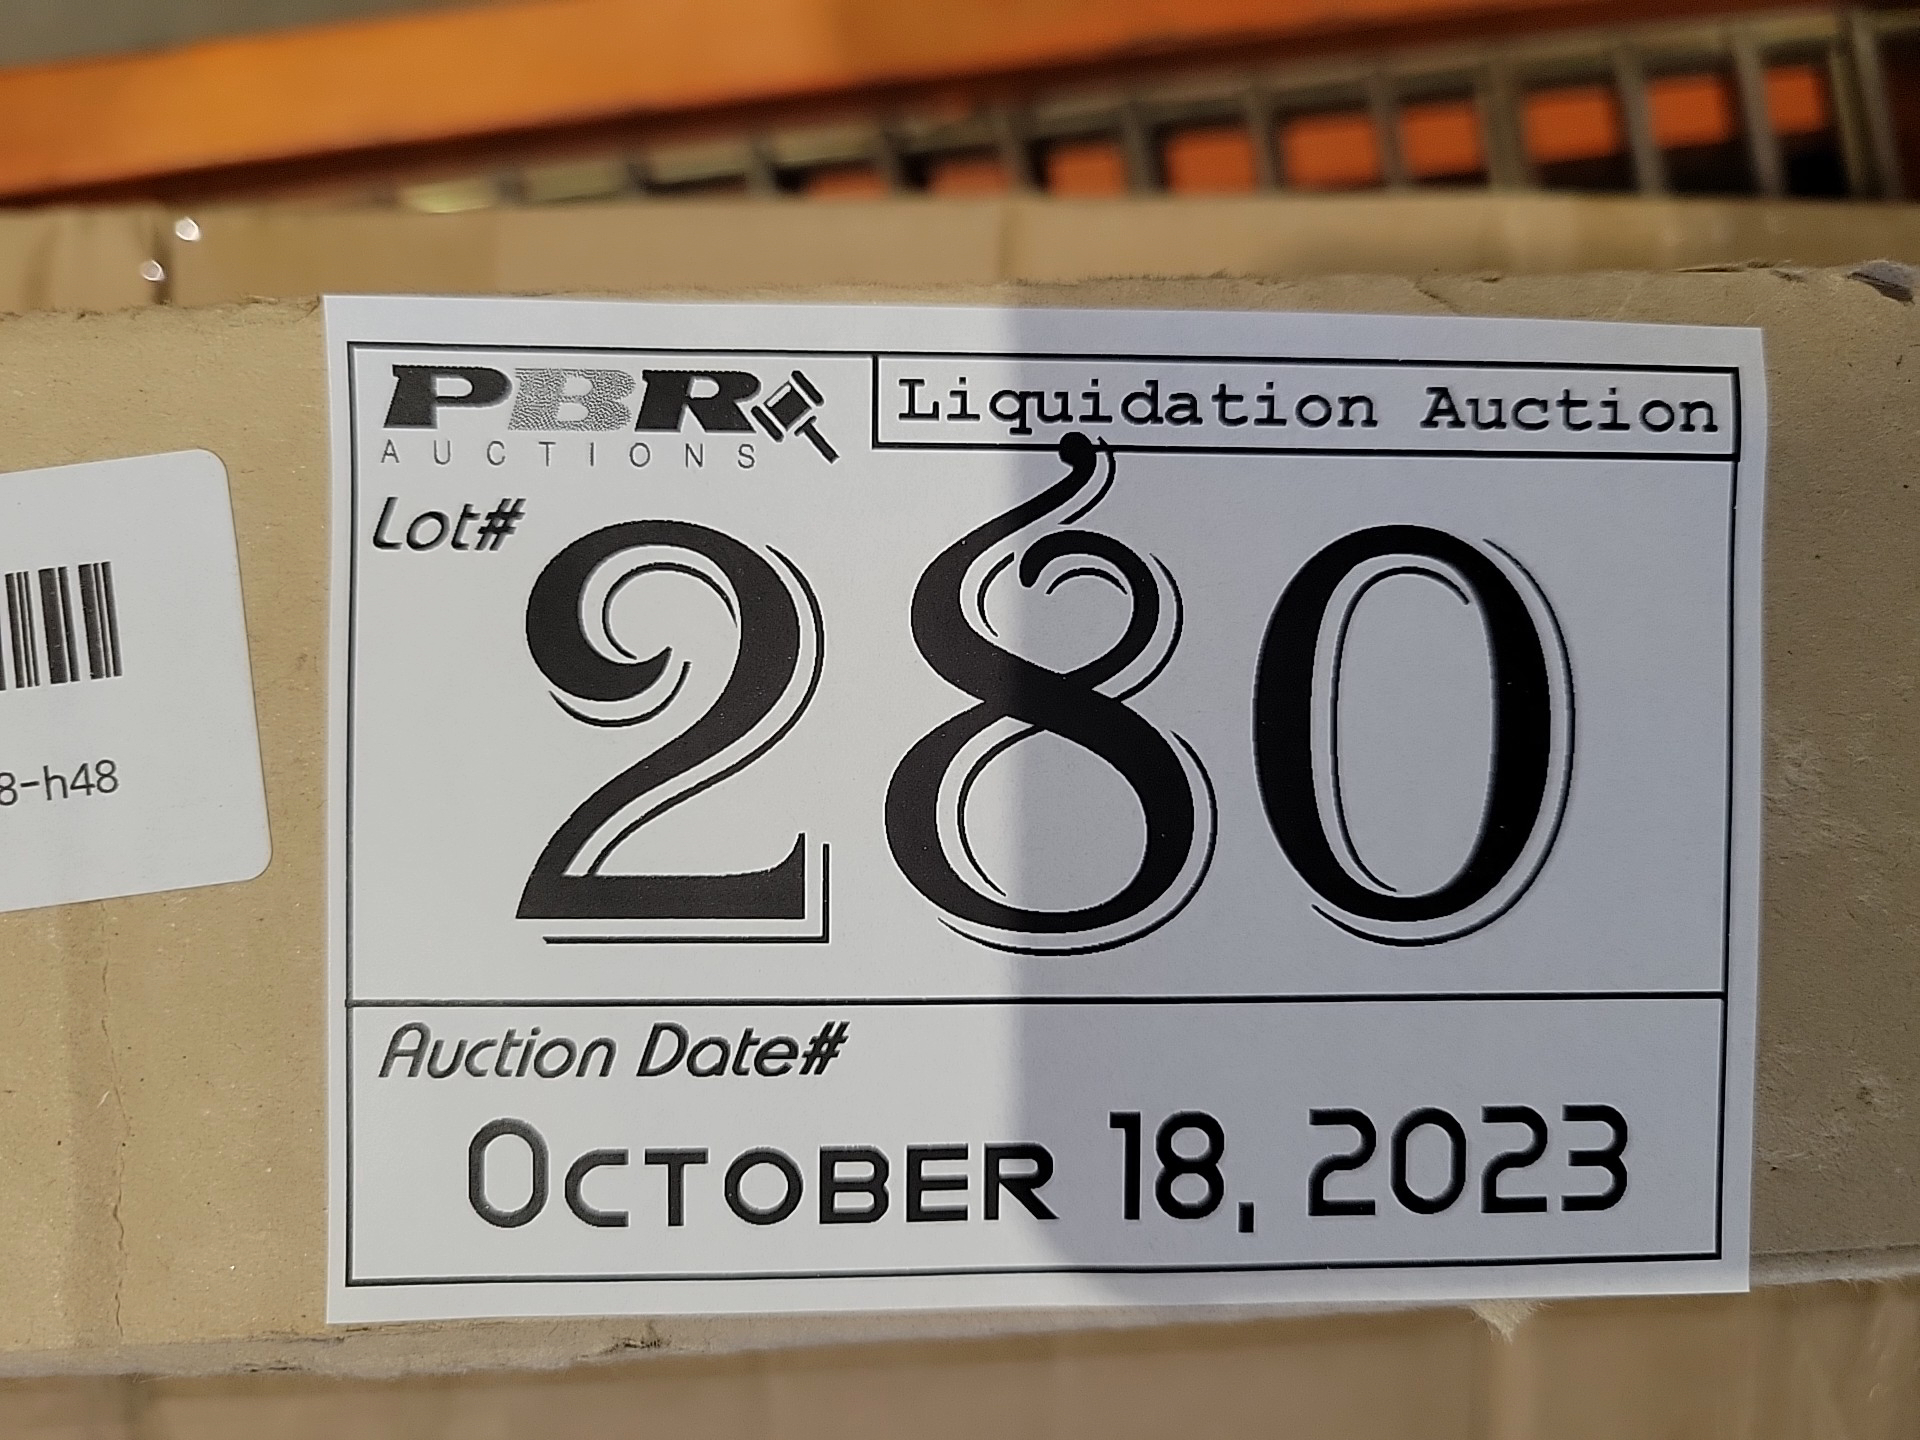 PBR
AUCTIONS
Liquidation Auction
Lot#
280
Auction Date#
October 18, 2023
8-h48